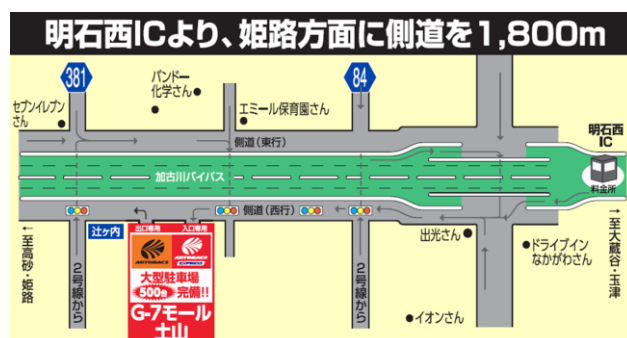 明石西ICより、姫路方面に側道を1,800m
381
バンドー
化学さん
84
セブンイレブン
さん
エミール保育園さん
側道（東行）
明石西
IC
加古川バイパス
料金所
側道（西行）
辻ヶ内
出口専用
入口専用
AUTOBACS
AUTOBACS
EXPRESS
大型駐車場
500台完備!!
G-7モール
土山
出光さん
ドライブイン
なかがわさん
イオンさん
←至高砂・姫路
2号線から
2号線から
→至大蔵谷・玉津